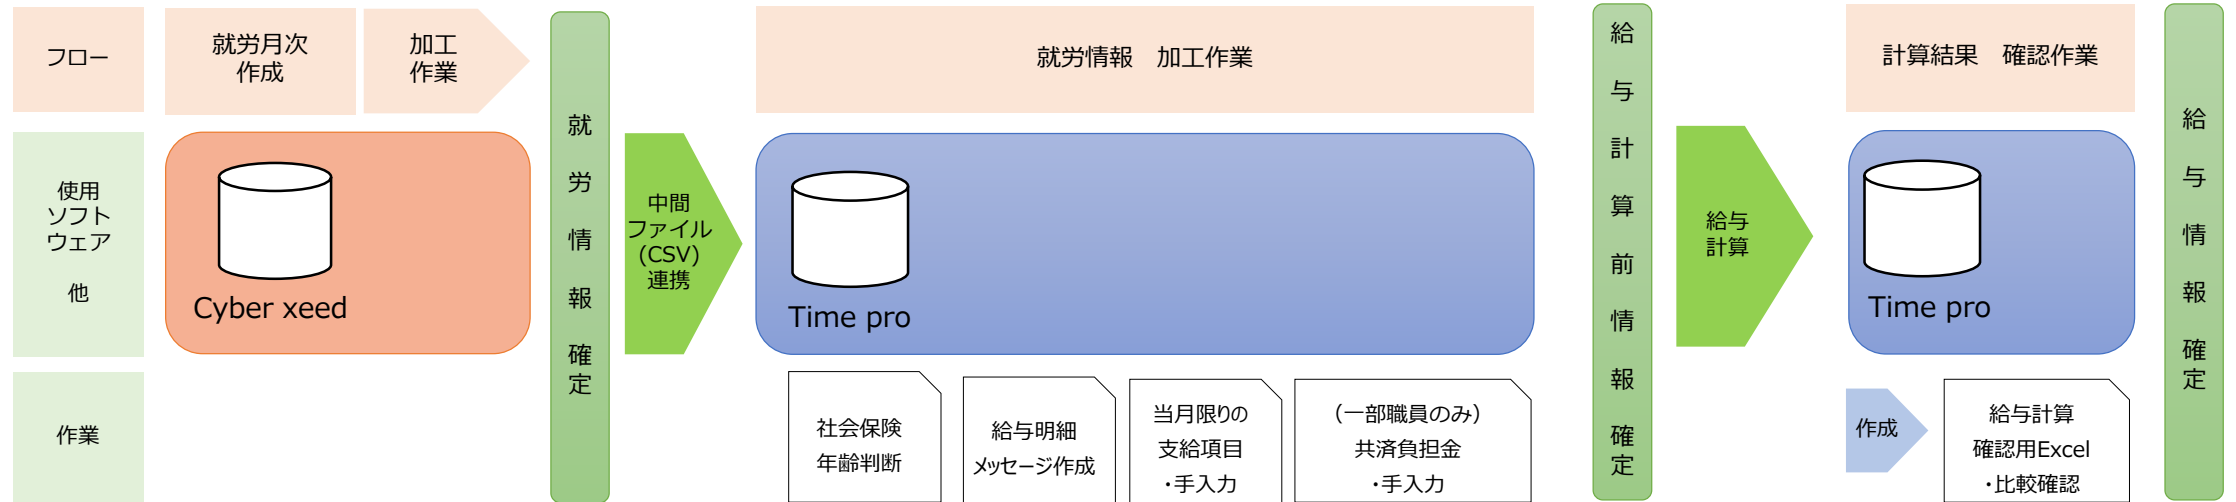 フロー
就労月次
作成
加工
作業
就労情報確定
就労情報　加工作業
給与計算前情報確定
計算結果　確認作業
給与情報確定
使用
ソフト
ウェア
他
Cyber xeed
中間
ファイル
(CSV)
連携
Time pro
給与
計算
Time pro
作業
社会保険
年齢判断
給与明細
メッセージ作成
当月限りの
支給項目
・手入力
（一部職員のみ）
共済負担金
・手入力
作成
給与計算
確認用Excel
・比較確認